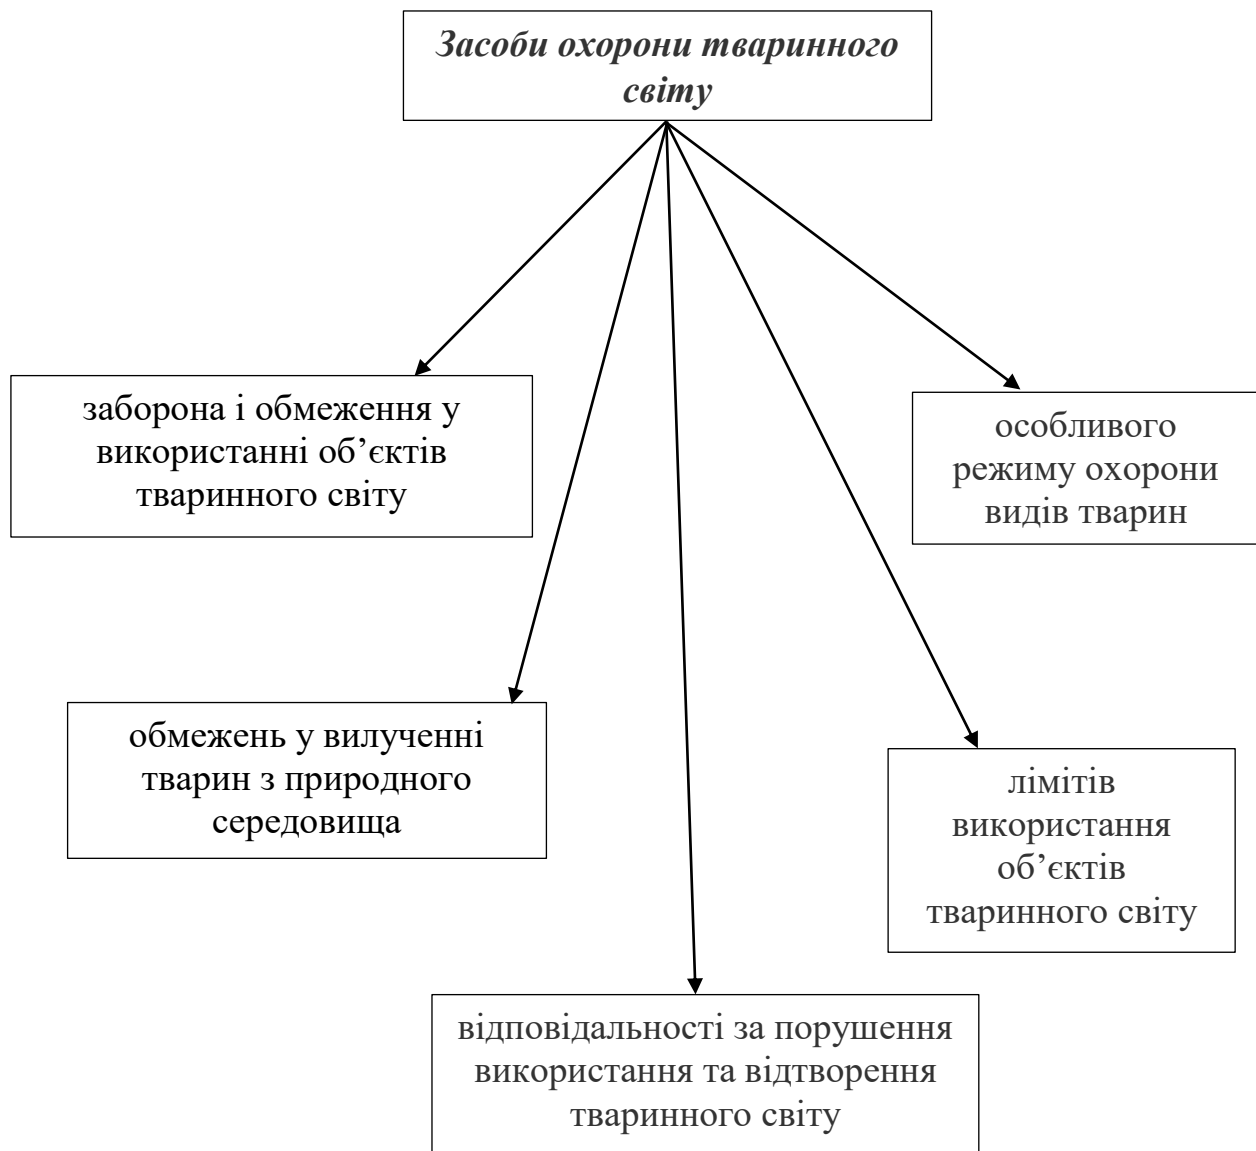 Засоби охорони тваринного
світу
заборона і обмеження у
використанні об’єктів
тваринного світу
особливого
режиму охорони
видів тварин
обмежень у вилученні
тварин з природного
середовища
лімітів
використання
об’єктів
тваринного світу
відповідальності за порушення
використання та відтворення
тваринного світу